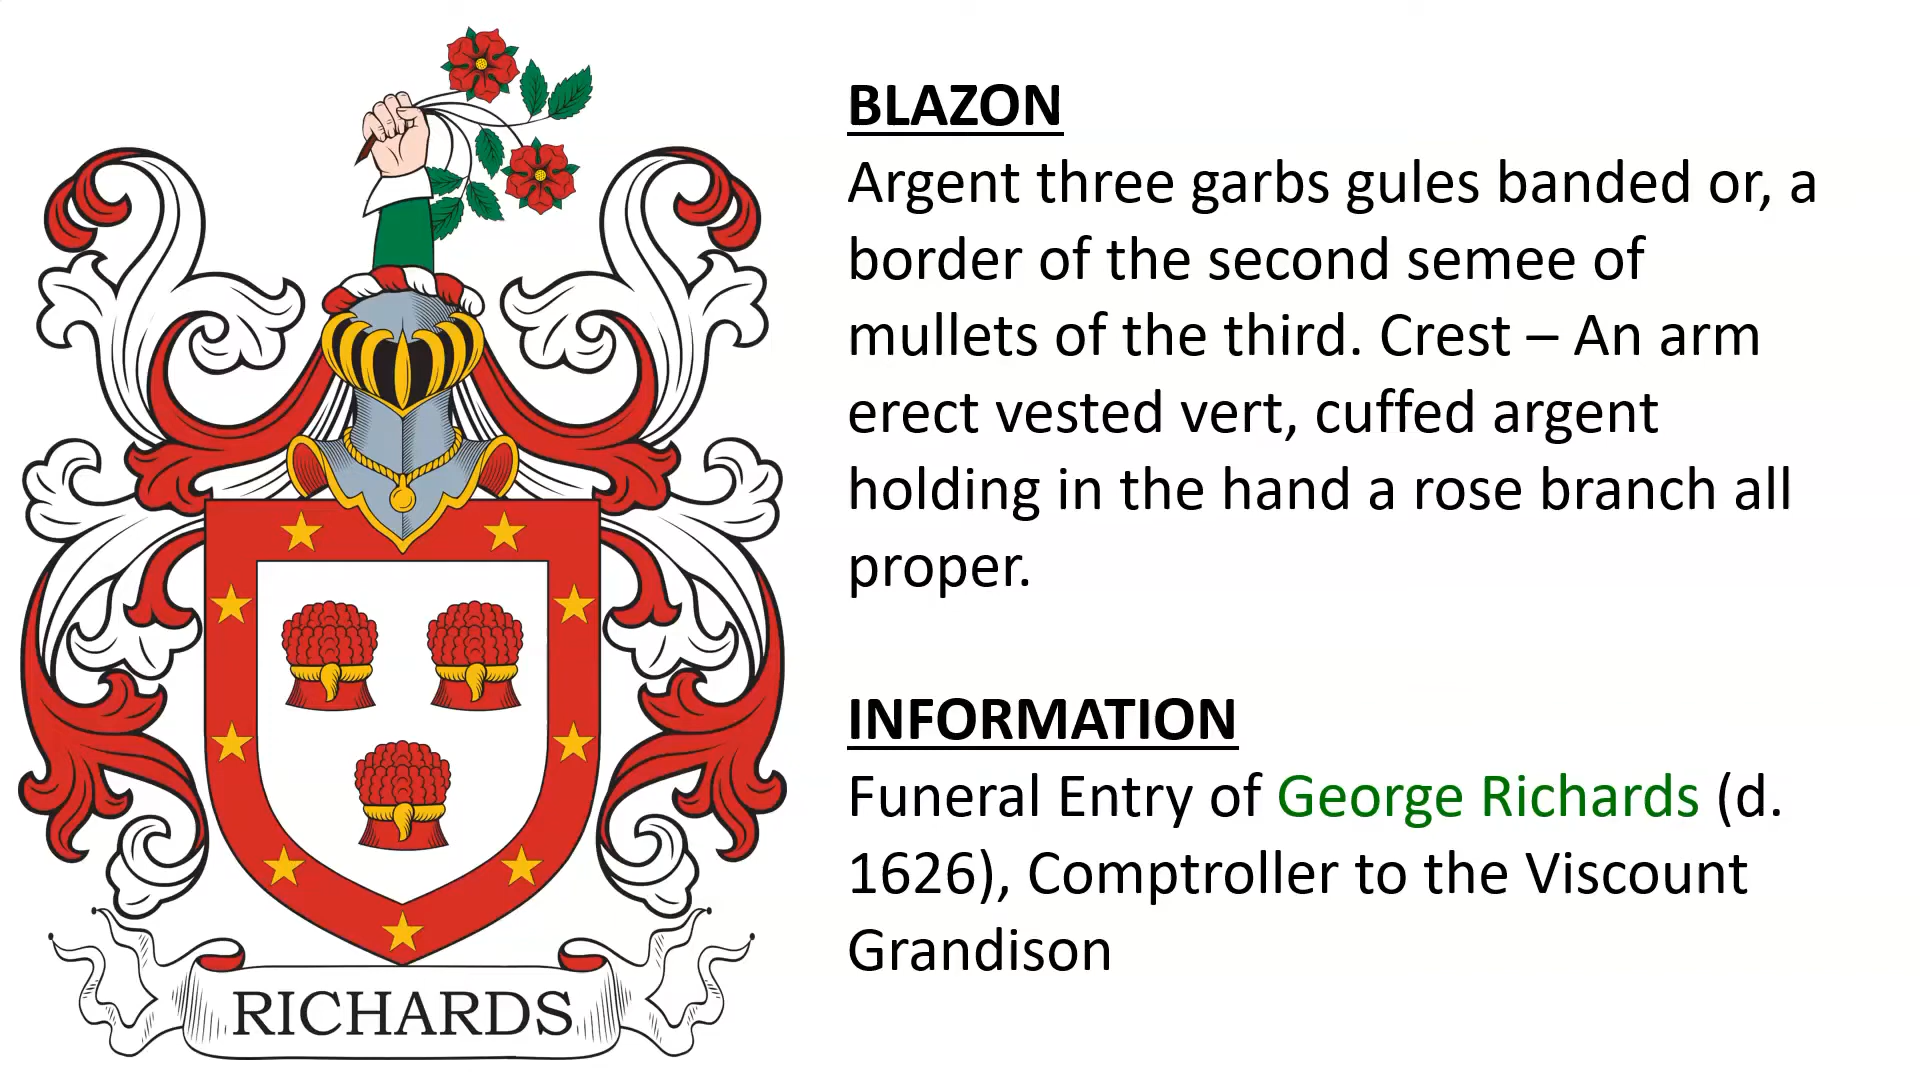 BLAZON
Argent three garbs gules banded or, a
border of the second semee of
mullets of the third. Crest – An arm
erect vested vert, cuffed argent
holding in the hand a rose branch all
proper.
INFORMATION
Funeral Entry of George Richards (d.
1626), Comptroller to the Viscount
Grandison
RICHARDS